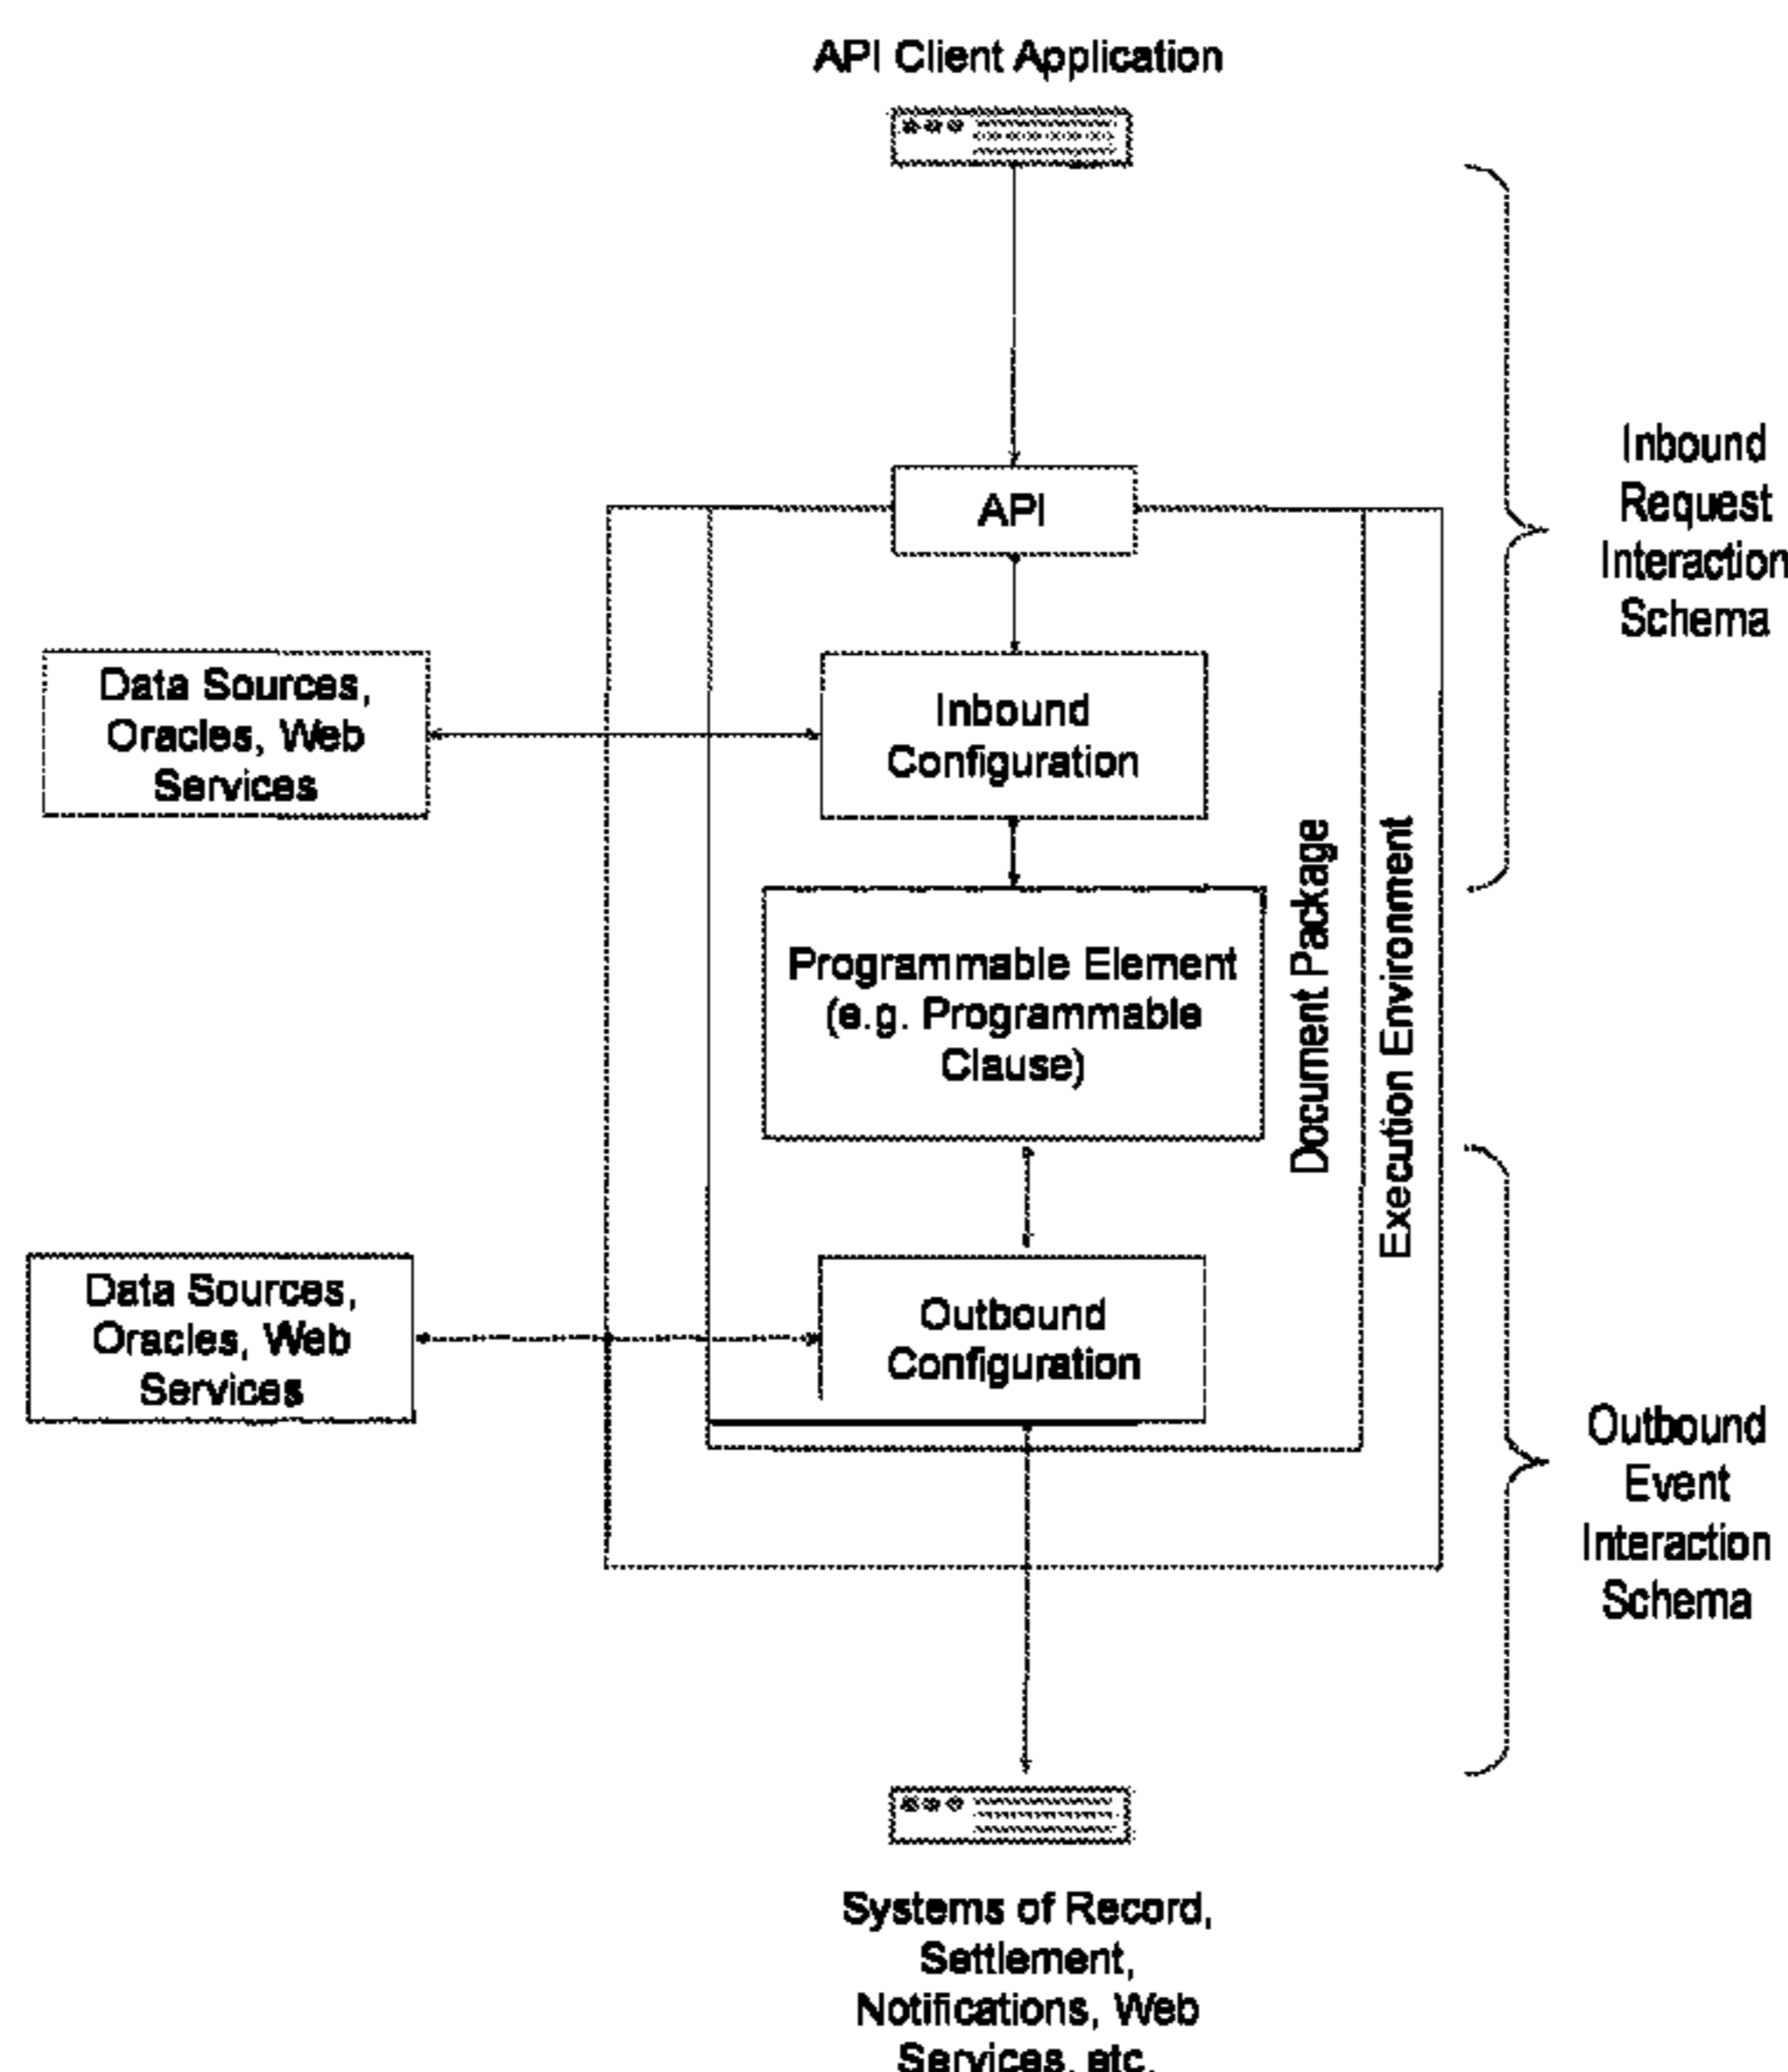 API Client Application
API
Inbound
Request
Interaction
Schema
Data Sources,
Oracles, Web
Services
Inbound
Configuration
Programmable Element
(e.g. Programmable
Clause)
Document Package
Execution Environment
Data Sources,
Oracles, Web
Services
Outbound
Configuration
Outbound
Event
Interaction
Schema
Systems of Record,
Settlement,
Notifications, Web
Services, etc.